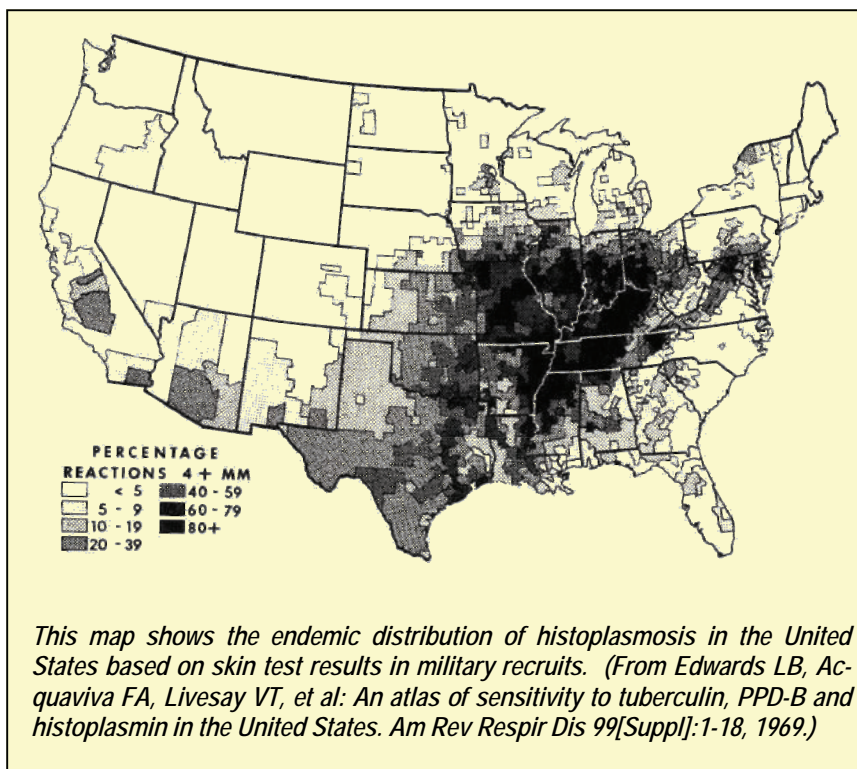 PERCENTAGE
REACTIONS 4 + MM
< 5
5 - 9
10 - 19
20 - 39
40 - 59
60 - 79
80+
This map shows the endemic distribution of histoplasmosis in the United
States based on skin test results in military recruits. (From Edwards LB, Ac-
quaviva FA, Livesay VT, et al: An atlas of sensitivity to tuberculin, PPD-B and
histoplasmin in the United States. Am Rev Respir Dis 99[Suppl]:1-18, 1969.)